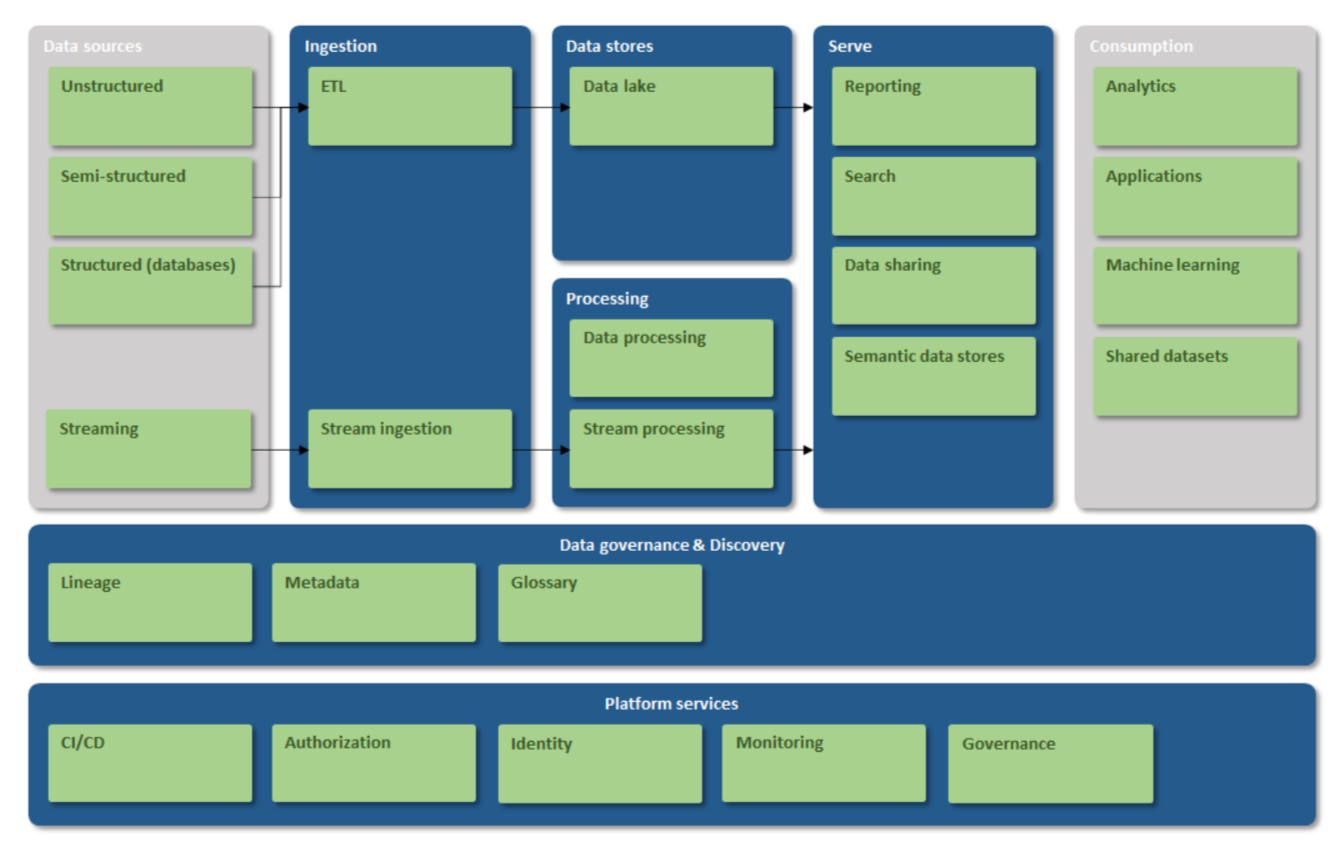 Data sources
Unstructured
Semi-structured
Structured (databases)
Streaming
Ingestion
ETL
Stream ingestion
Data stores
Data lake
Processing
Data processing
Stream processing
Serve
Reporting
Search
Data sharing
Semantic data stores
Consumption
Analytics
Applications
Machine learning
Shared datasets
Data governance & Discovery
Lineage
Metadata
Glossary
Platform services
CI/CD
Authorization
Identity
Monitoring
Governance